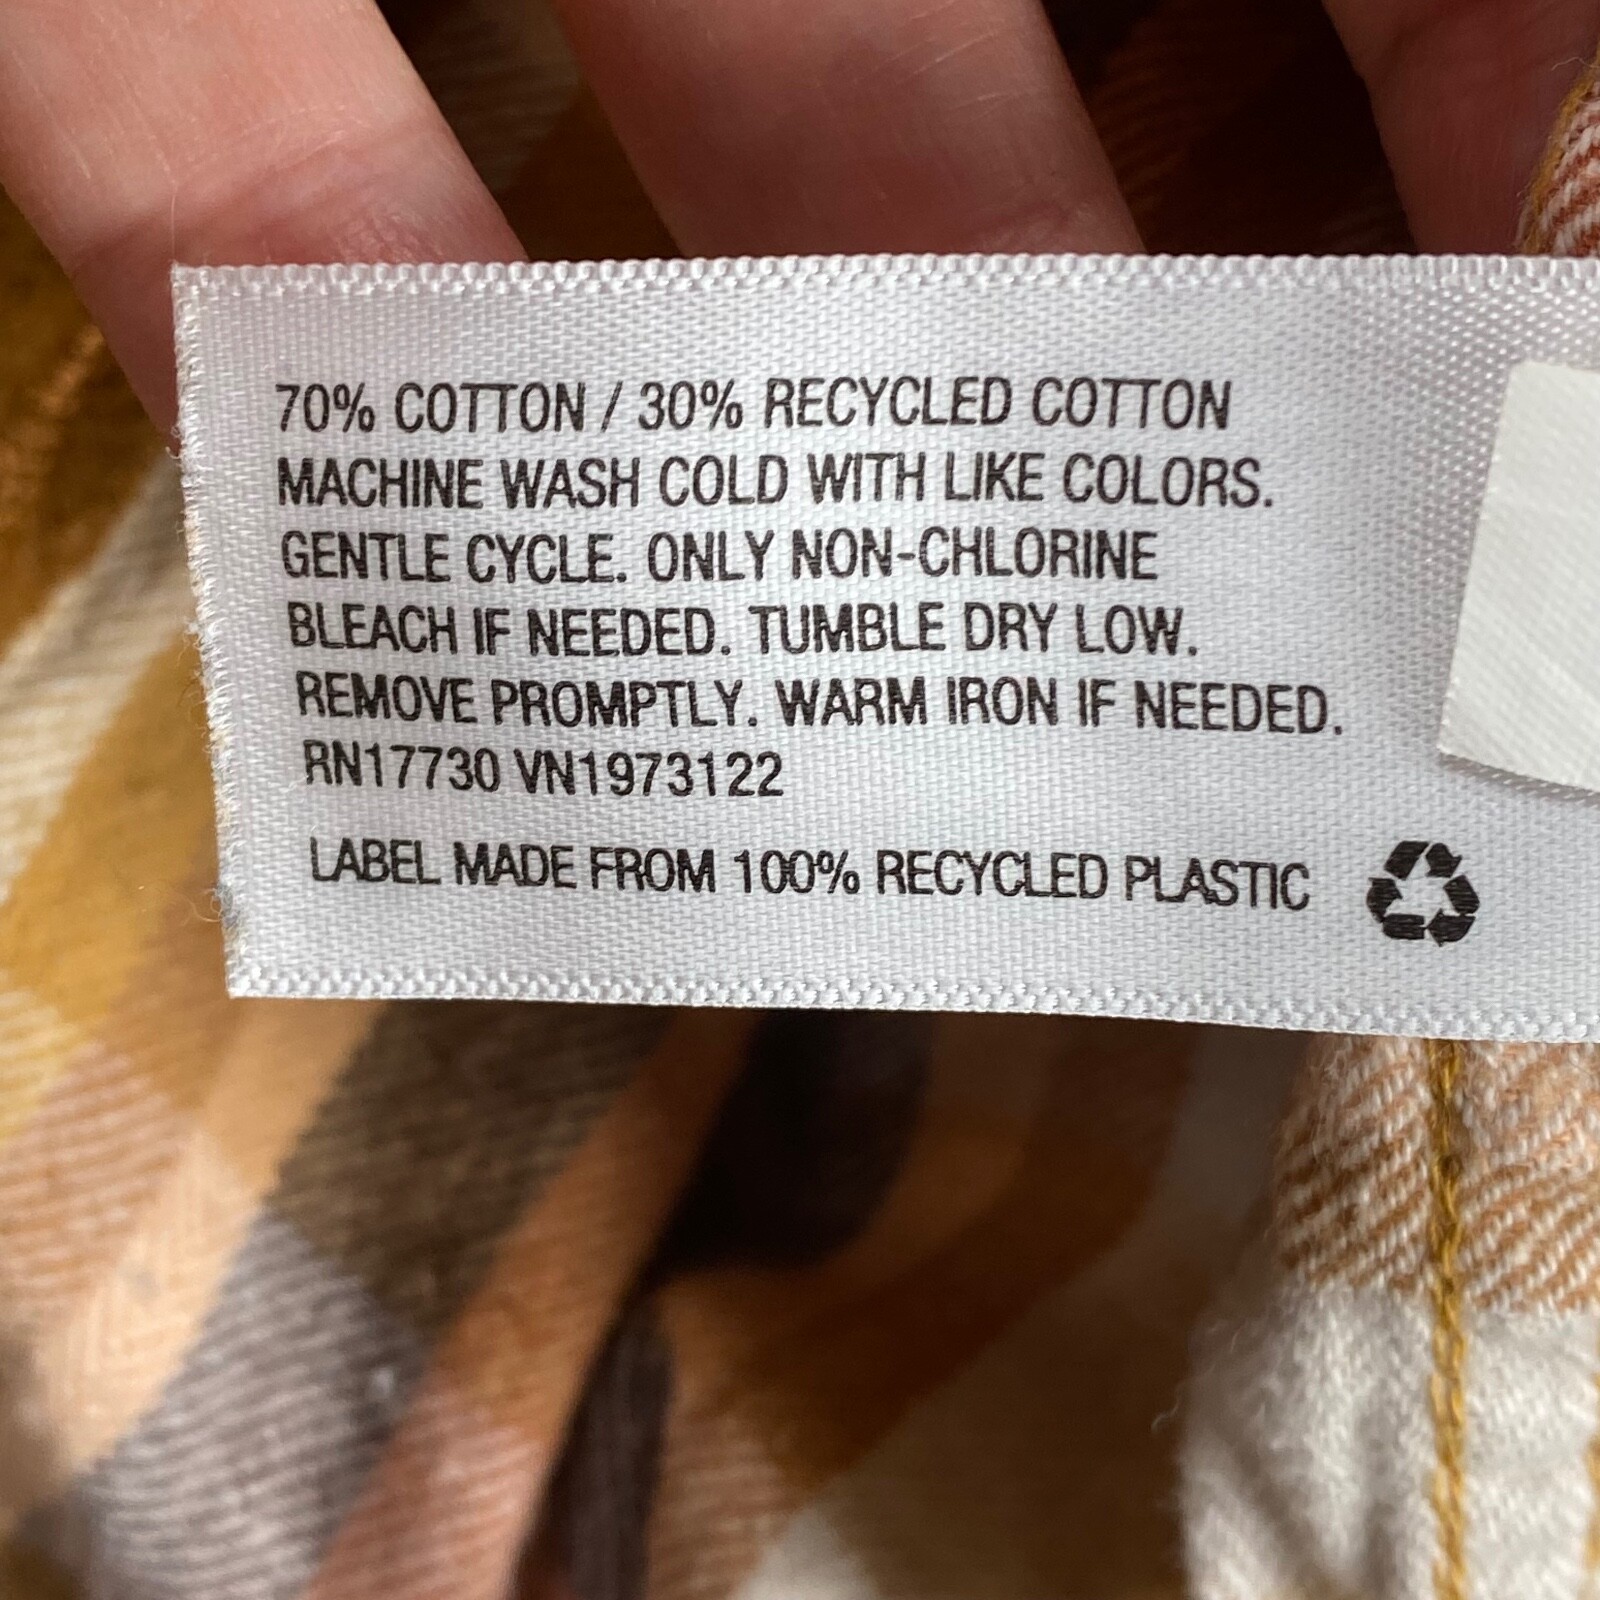 70% COTTON / 30% RECYCLED COTTON
MACHINE WASH COLD WITH LIKE COLORS.
GENTLE CYCLE. ONLY NON-CHLORINE
BLEACH IF NEEDED. TUMBLE DRY LOW.
REMOVE PROMPTLY. WARM IRON IF NEEDED.
RN17730 VN1973122
LABEL MADE FROM 100% RECYCLED PLASTIC